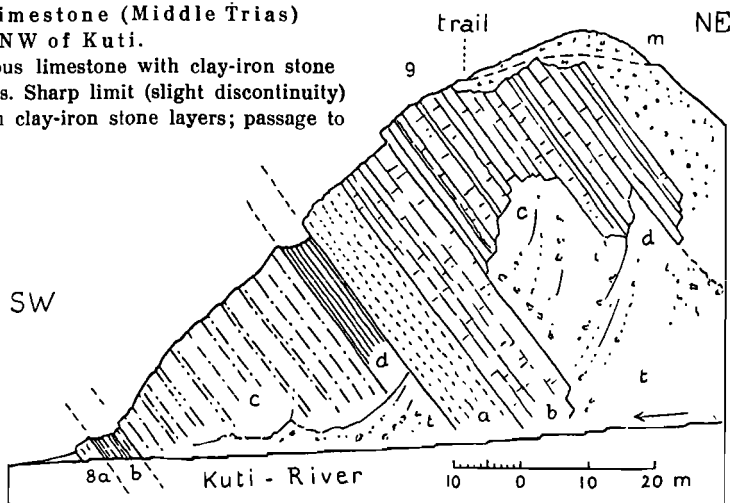 imestone (Middle Trias)
NW of Kuti.
ous limestone with clay-iron stone
s. Sharp limit (slight discontinuity)
clay-iron stone layers; passage to
trail
NE
m
9
c
d
SW
d
c
t
t
a
b
8a
b
Kuti - River
10 0 10 20 m